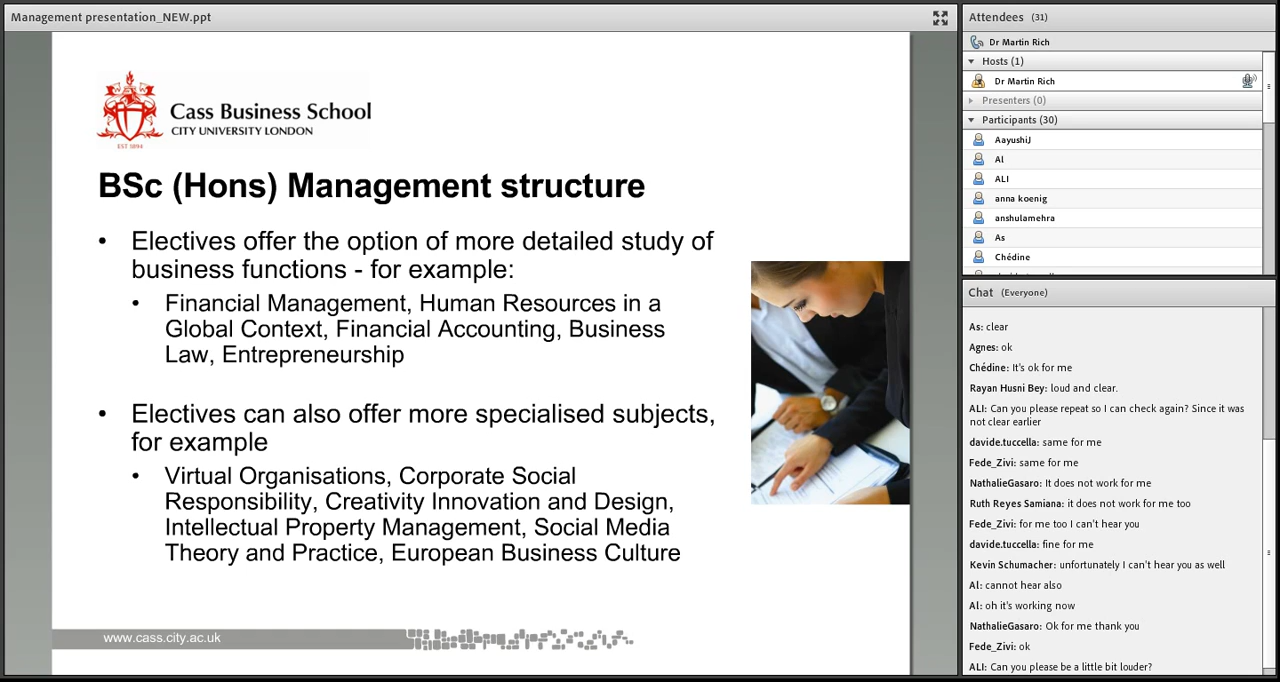 Management presentation_NEW.ppt
EST 1894
Cass Business School
CITY UNIVERSITY LONDON
BSc (Hons) Management structure
• Electives offer the option of more detailed study of
business functions - for example:
• Financial Management, Human Resources in a
Global Context, Financial Accounting, Business
Law, Entrepreneurship
• Electives can also offer more specialised subjects,
for example
• Virtual Organisations, Corporate Social
Responsibility, Creativity Innovation and Design,
Intellectual Property Management, Social Media
Theory and Practice, European Business Culture
www.cass.city.ac.uk
Attendees (31)
Dr Martin Rich
Hosts (1)
Dr Martin Rich
Presenters (0)
Participants (30)
AayushiJ
Al
ALI
anna koenig
anshulamehra
As
Chédine
Chat (Everyone)
As: clear
Agnes: ok
Chédine: It's ok for me
Rayan Husni Bey: loud and clear.
ALI: Can you please repeat so I can check again? Since it was
not clear earlier
davide.tuccella: same for me
Fede_Zivi: same for me
NathalieGasaro: It does not work for me
Ruth Reyes Samiana: it does not work for me too
Fede_Zivi: for me too I can't hear you
davide.tuccella: fine for me
Kevin Schumacher: unfortunately I can't hear you as well
Al: cannot hear also
Al: oh it's working now
NathalieGasaro: Ok for me thank you
Fede_Zivi: ok
ALI: Can you please be a little bit louder?